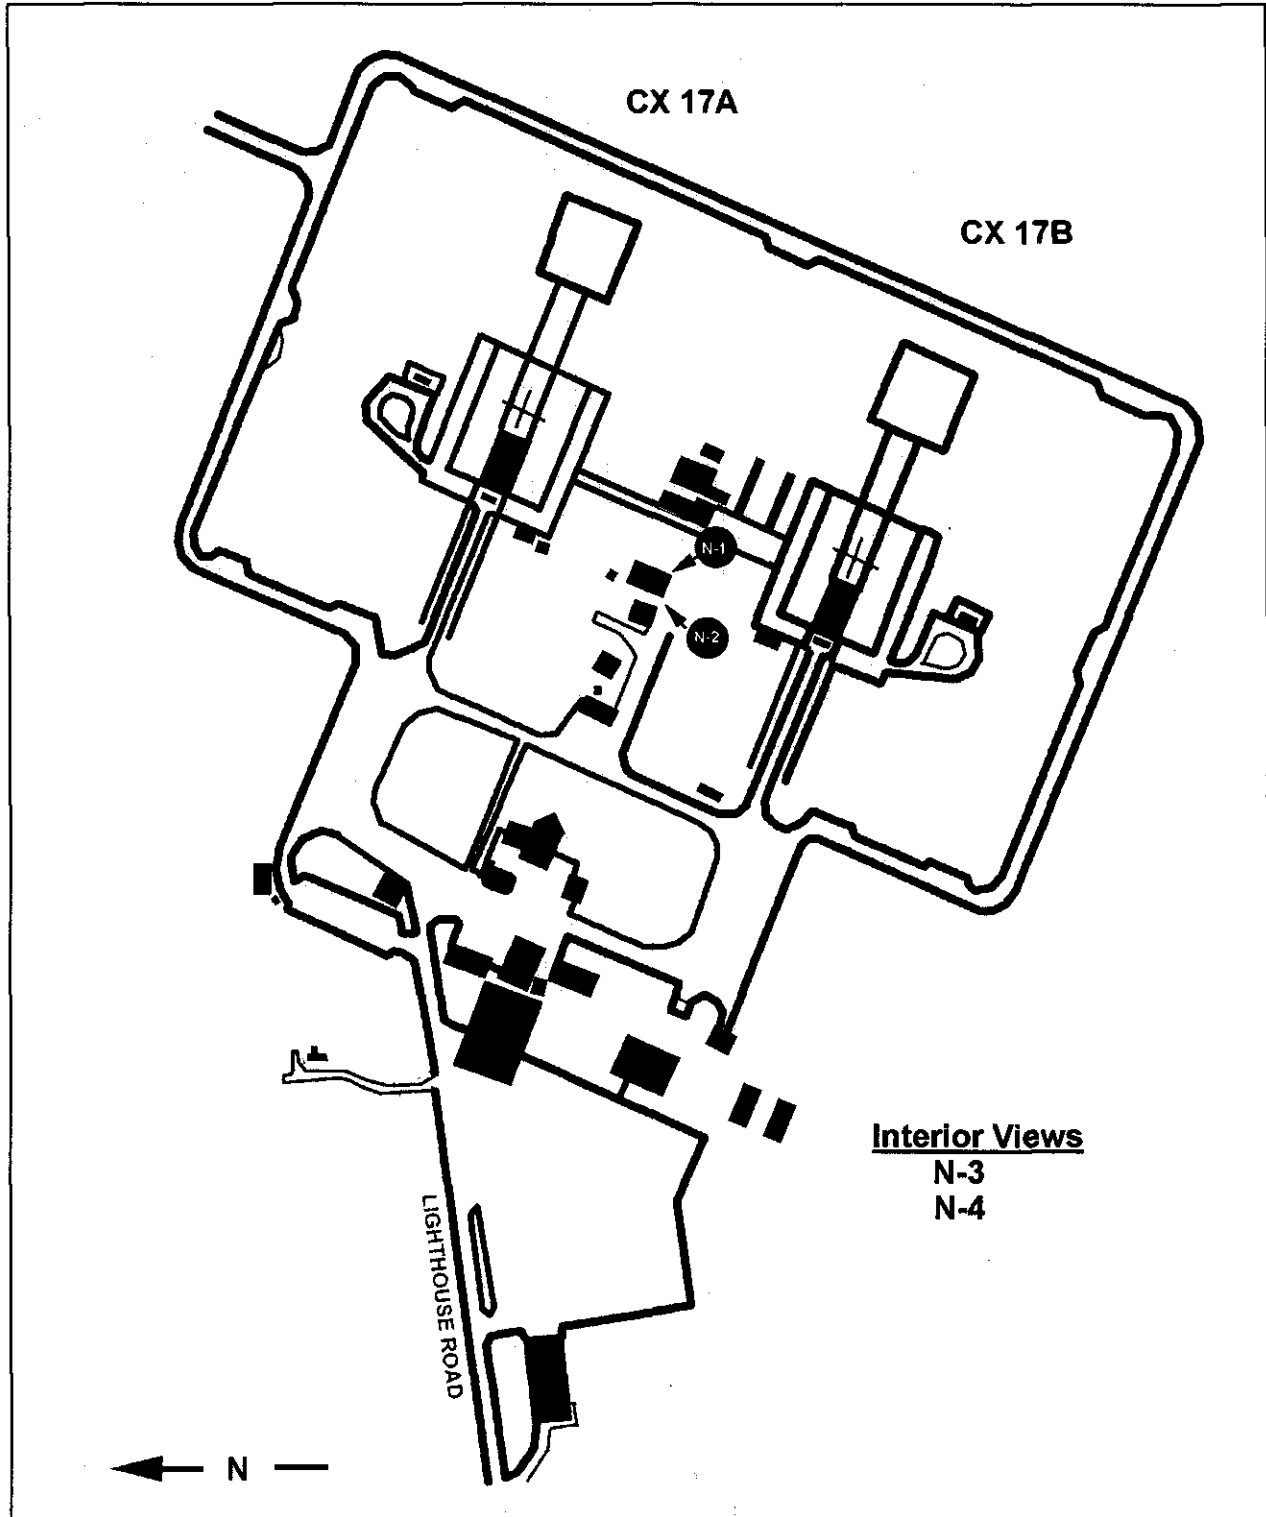 CX 17A
CX 17B
N-1
N-2
Interior Views
N-3
N-4
LIGHTHOUSE ROAD
N